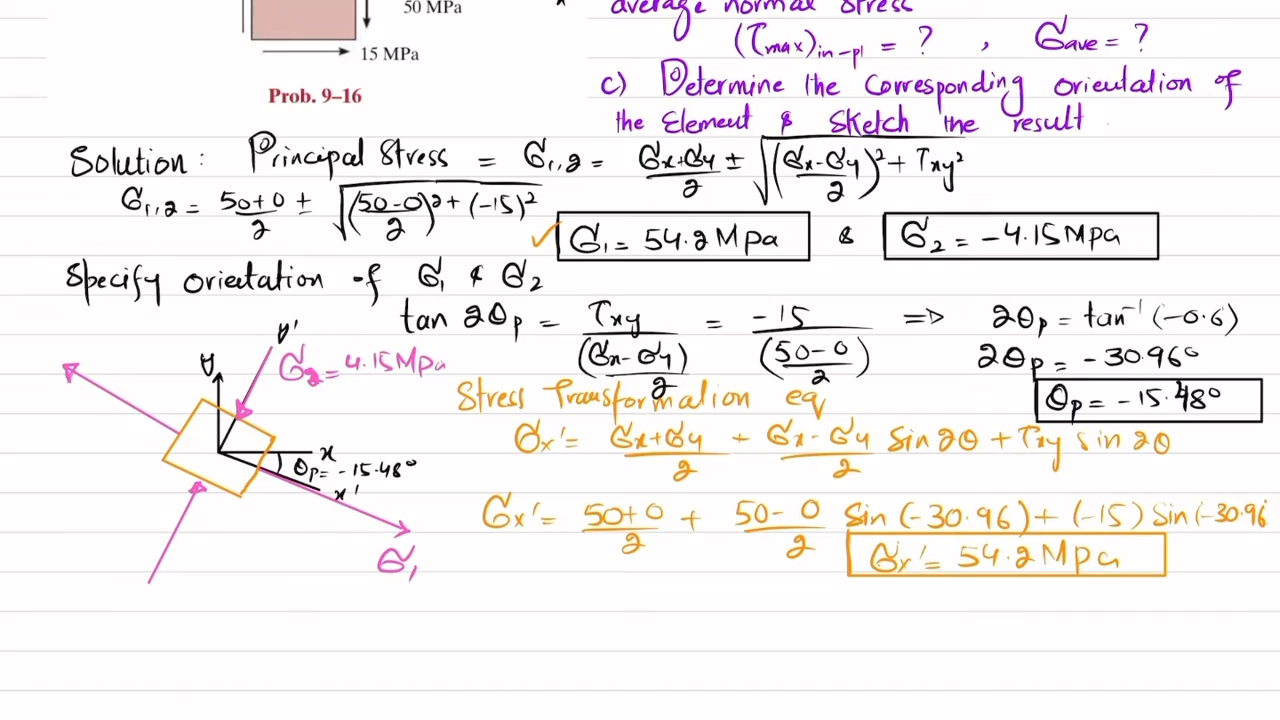 50 MPa
15 MPa
Prob. 9–16
average normal stress
(τmax)in-pl = ? , σave = ?
c) Determine the corresponding orientation of
the Element & Sketch the result
Solution: Principal Stress = σ1,2 = σx+σy/2 ± √(σx-σy/2)² + τxy²
σ1,2 = 50+0/2 ± √(50-0/2)² + (-15)²
σ1 = 54.2 MPa & σ2 = -4.15 MPa
Specify orieatation of σ1 & σ2
tan 2θp = τxy/(σx-σy)/2 = -15/(50-0)/2 => 2θp = tan⁻¹(-0.6)
2θp = -30.96°
θp = -15.48°
y'
σ2 = 4.15 MPa
y
x
θp = -15.48°
x'
σ1
Stress Transformation eq
σx' = σx+σy/2 + σx-σy/2 Sin 2θ + τxy sin 2θ
σx' = 50+0/2 + 50-0/2 Sin(-30.96) + (-15) Sin(-30.96
σx' = 54.2 MPa